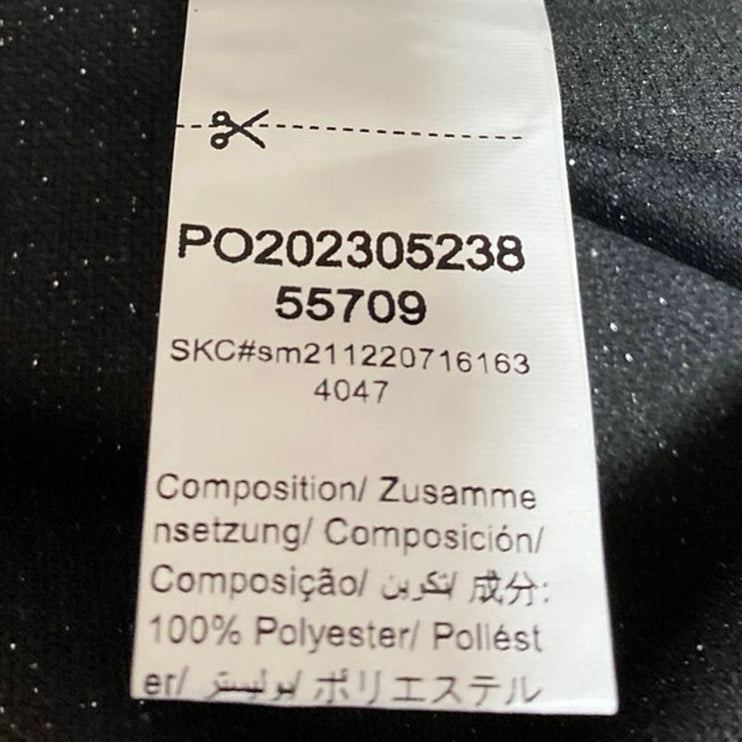 PO202305238
55709
SKC#sm211220716163
4047
Composition/ Zusamme
nsetzung/ Composición/
Composição/ تكوين/ 成分:
100% Polyester/ Poliést
er/ بوليستر/ ポリエステル